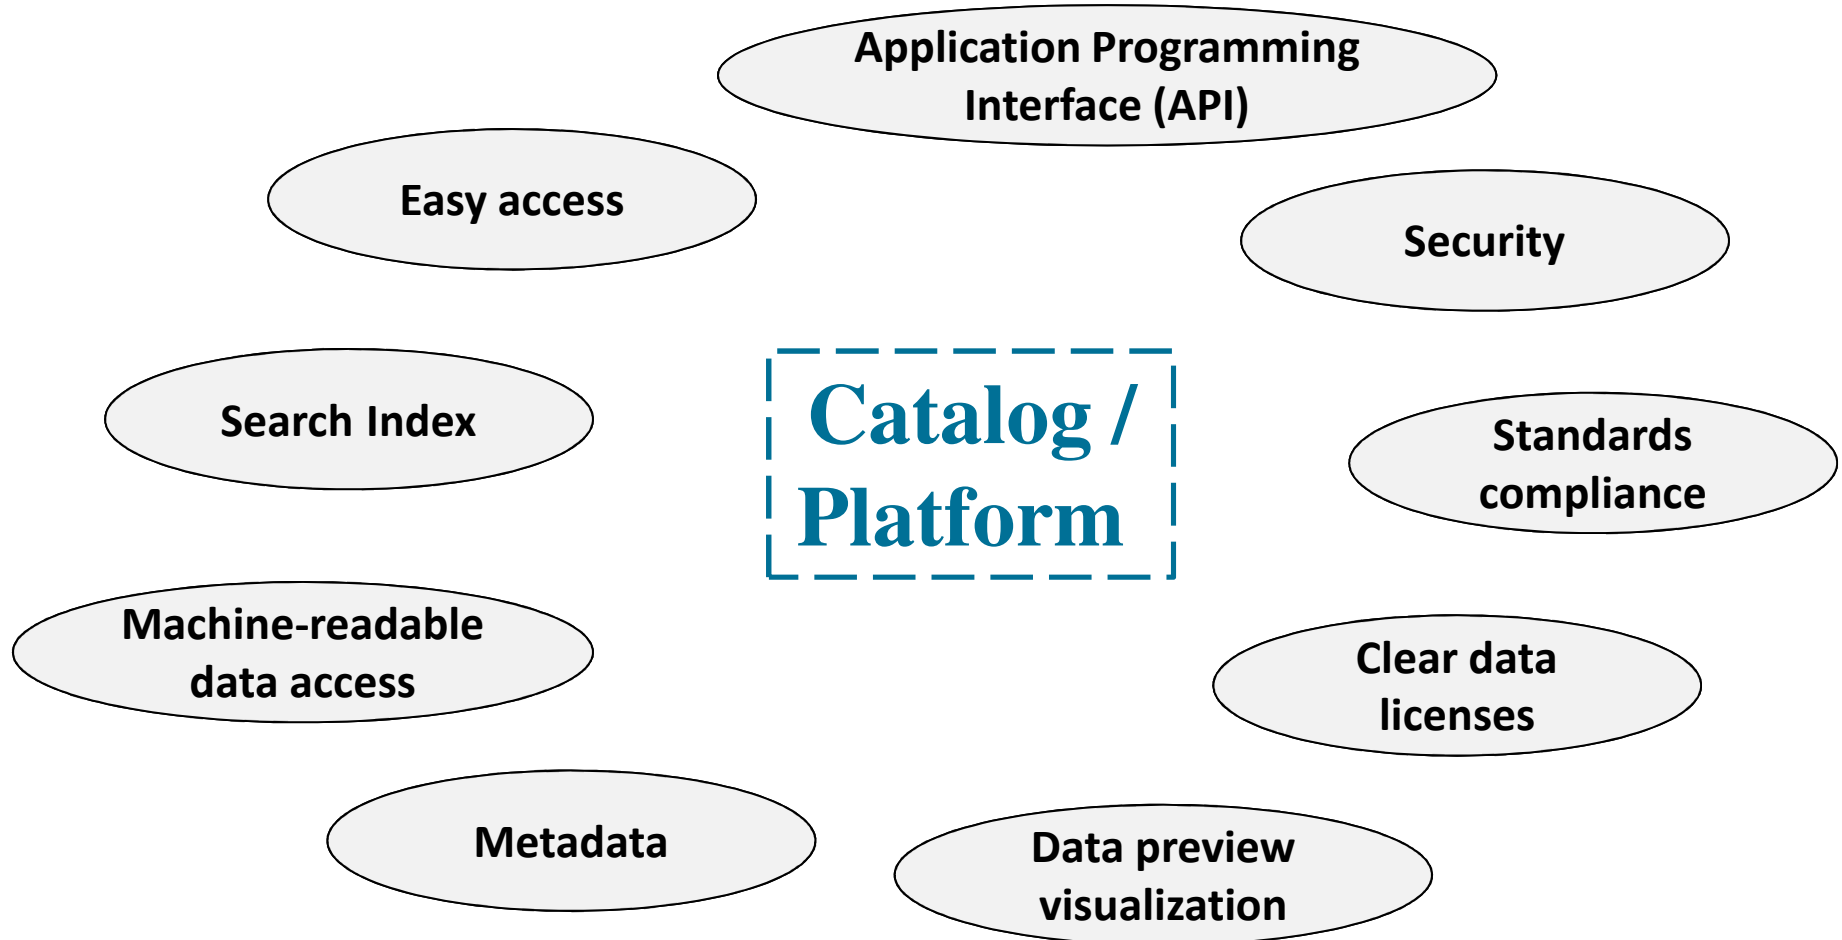 Application Programming
Interface (API)
Easy access
Security
Search Index
Catalog /
Platform
Standards
compliance
Machine-readable
data access
Clear data
licenses
Metadata
Data preview
visualization